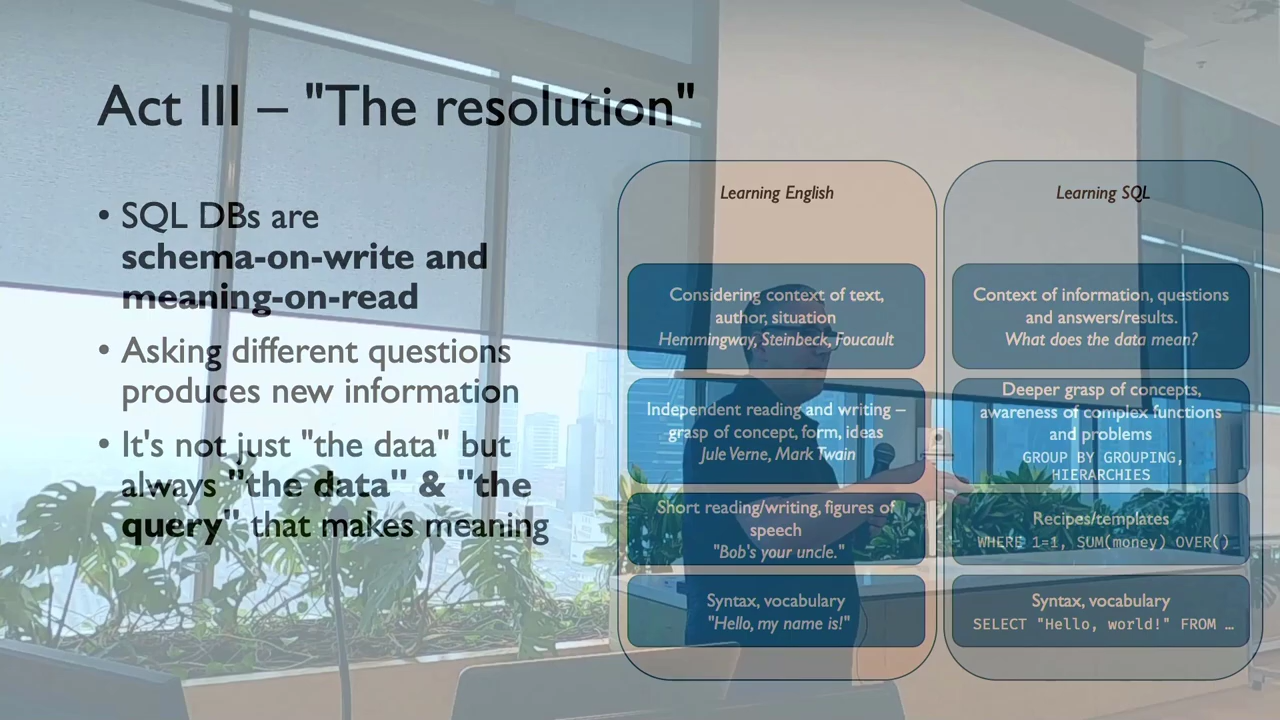 Act III – "The resolution"
• SQL DBs are
schema-on-write and
meaning-on-read
• Asking different questions
produces new information
• It's not just "the data" but
always "the data" & "the
query" that makes meaning
Learning English
Considering context of text,
author, situation
Hemmingway, Steinbeck, Foucault
Independent reading and writing –
grasp of concept, form, ideas
Jule Verne, Mark Twain
Short reading/writing, figures of
speech
"Bob's your uncle."
Syntax, vocabulary
"Hello, my name is!"
Learning SQL
Context of information, questions
and answers/results.
What does the data mean?
Deeper grasp of concepts,
awareness of complex functions
and problems
GROUP BY GROUPING,
HIERARCHIES
Recipes/templates
WHERE 1=1, SUM(money) OVER()
Syntax, vocabulary
SELECT "Hello, world!" FROM …